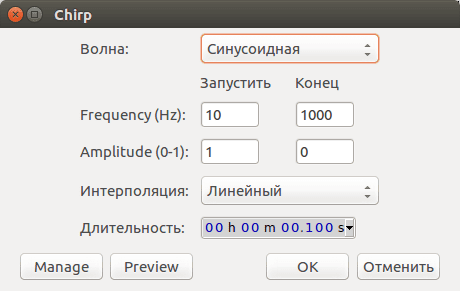 Chirp
Волна: Синусоидная
Запустить Конец
Frequency (Hz): 10 1000
Amplitude (0-1): 1 0
Интерполяция: Линейный
Длительность: 00 h 00 m 00.100 s
Manage Preview OK Отменить